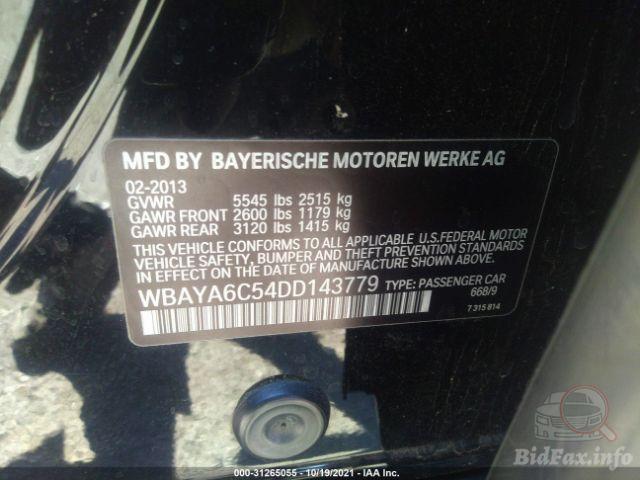 MFD BY BAYERISCHE MOTOREN WERKE AG
02-2013
GVWR 5545 lbs 2515 kg
GAWR FRONT 2600 lbs 1179 kg
GAWR REAR 3120 lbs 1415 kg
THIS VEHICLE CONFORMS TO ALL APPLICABLE U.S.FEDERAL MOTOR
VEHICLE SAFETY, BUMPER AND THEFT PREVENTION STANDARDS
IN EFFECT ON THE DATE OF MANUFACTURE SHOWN ABOVE.
WBAYA6C54DD143779 TYPE: PASSENGER CAR
668/9
7 315 814
000-31265055 - 10/19/2021 - IAA Inc.
BidFax.info